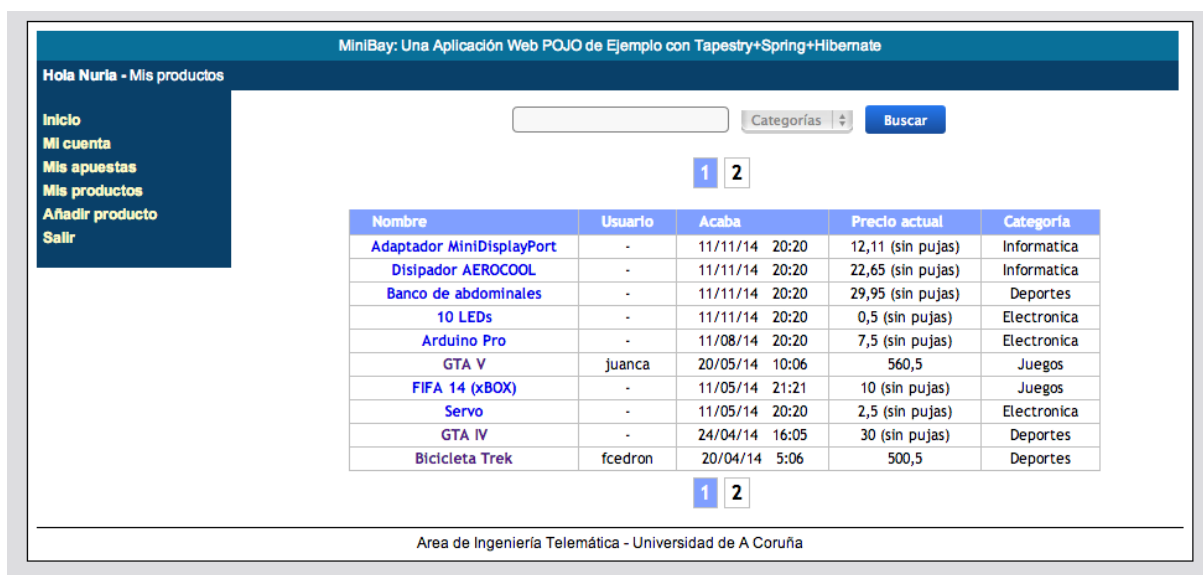 MiniBay: Una Aplicación Web POJO de Ejemplo con Tapestry+Spring+Hibernate
Hola Nuria - Mis productos
Inicio
Mi cuenta
Mis apuestas
Mis productos
Añadir producto
Salir
Categorías Buscar
1 2
Nombre Usuario Acaba Precio actual Categoría
Adaptador MiniDisplayPort - 11/11/14 20:20 12,11 (sin pujas) Informatica
Disipador AEROCOOL - 11/11/14 20:20 22,65 (sin pujas) Informatica
Banco de abdominales - 11/11/14 20:20 29,95 (sin pujas) Deportes
10 LEDs - 11/11/14 20:20 0,5 (sin pujas) Electronica
Arduino Pro - 11/08/14 20:20 7,5 (sin pujas) Electronica
GTA V juanca 20/05/14 10:06 560,5 Juegos
FIFA 14 (xBOX) - 11/05/14 21:21 10 (sin pujas) Juegos
Servo - 11/05/14 20:20 2,5 (sin pujas) Electronica
GTA IV - 24/04/14 16:05 30 (sin pujas) Deportes
Bicicleta Trek fcedron 20/04/14 5:06 500,5 Deportes
1 2
Area de Ingeniería Telemática - Universidad de A Coruña